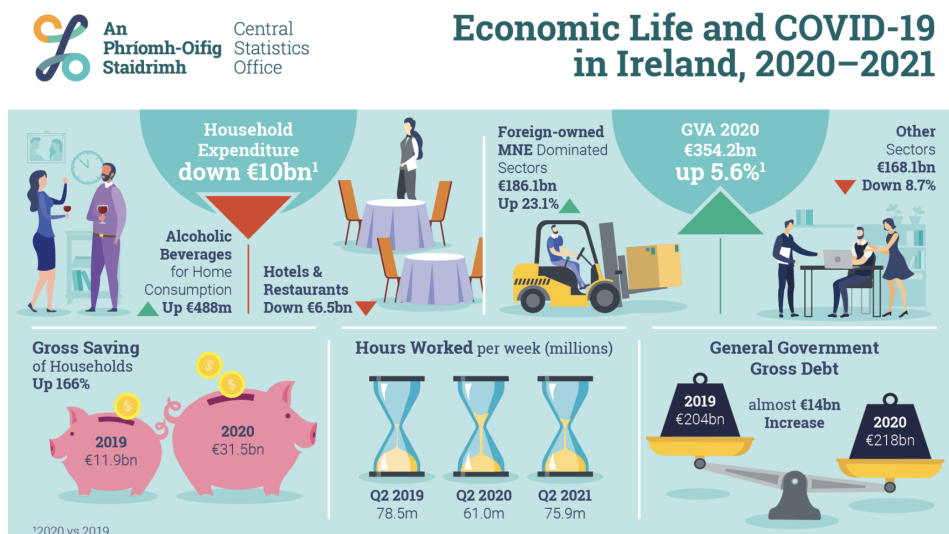 An
Phríomh-Oifig
Staidrimh
Central
Statistics
Office
Economic Life and COVID-19
in Ireland, 2020–2021
Household
Expenditure
down €10bn¹
Alcoholic
Beverages
for Home
Consumption
Up €488m
Hotels &
Restaurants
Down €6.5bn
Foreign-owned
MNE Dominated
Sectors
€186.1bn
Up 23.1%
GVA 2020
€354.2bn
up 5.6%¹
Other
Sectors
€168.1bn
Down 8.7%
Gross Saving
of Households
Up 166%
2019
€11.9bn
2020
€31.5bn
Hours Worked per week (millions)
Q2 2019
78.5m
Q2 2020
61.0m
Q2 2021
75.9m
General Government
Gross Debt
2019
€204bn
almost €14bn
Increase
2020
€218bn
¹2020 vs 2019